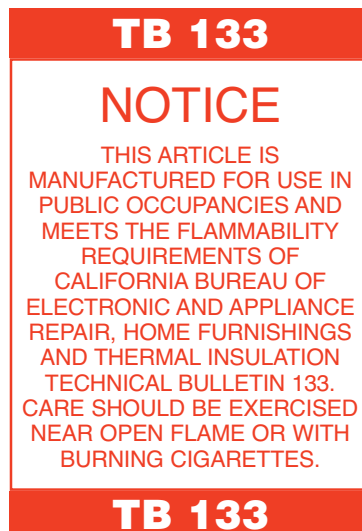 TB 133
NOTICE
THIS ARTICLE IS
MANUFACTURED FOR USE IN
PUBLIC OCCUPANCIES AND
MEETS THE FLAMMABILITY
REQUIREMENTS OF
CALIFORNIA BUREAU OF
ELECTRONIC AND APPLIANCE
REPAIR, HOME FURNISHINGS
AND THERMAL INSULATION
TECHNICAL BULLETIN 133.
CARE SHOULD BE EXERCISED
NEAR OPEN FLAME OR WITH
BURNING CIGARETTES.
TB 133